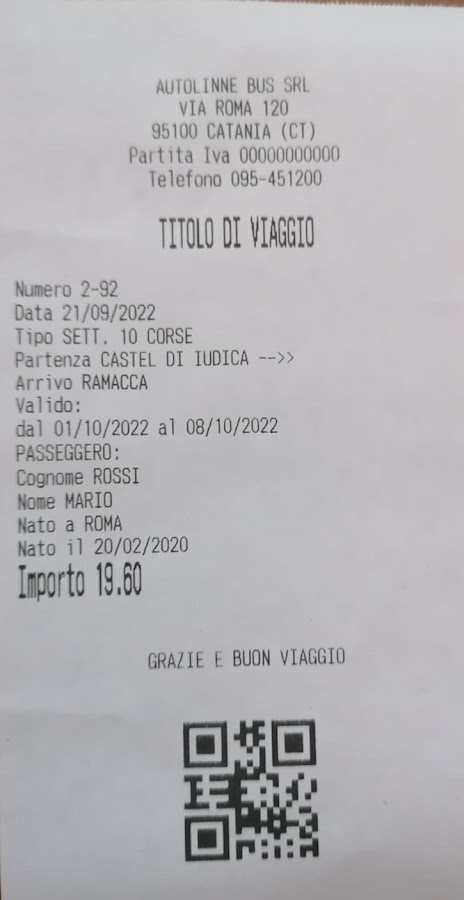 AUTOLINNE BUS SRL
VIA ROMA 120
95100 CATANIA (CT)
Partita Iva 00000000000
Telefono 095-451200
TITOLO DI VIAGGIO
Numero 2-92
Data 21/09/2022
Tipo SETT. 10 CORSE
Partenza CASTEL DI IUDICA -->>
Arrivo RAMACCA
Valido:
dal 01/10/2022 al 08/10/2022
PASSEGGERO:
Cognome ROSSI
Nome MARIO
Nato a ROMA
Nato il 20/02/2020
Importo 19.60
GRAZIE E BUON VIAGGIO